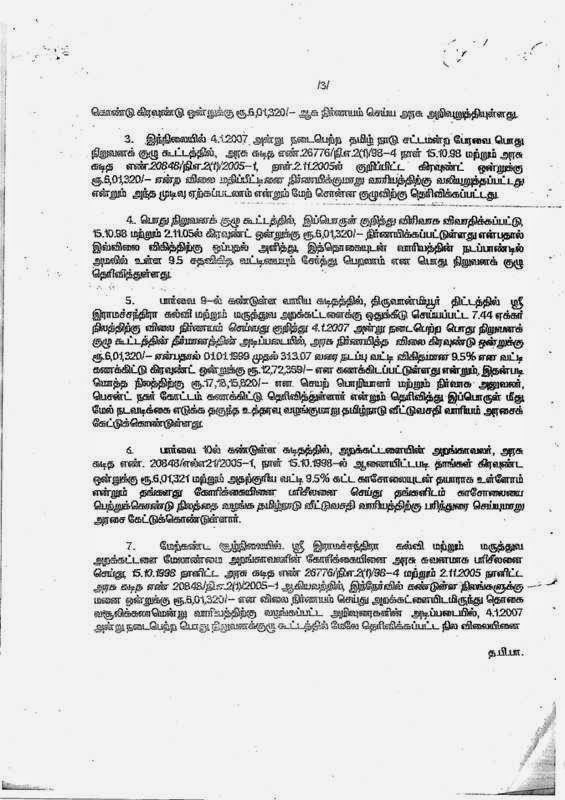 /3/
கொண்டு கிரவுண்டு ஒன்றுக்கு ரூ.6,01,320/- ஆக நிர்ணயம் செய்ய அரசு அறிவுறுத்தியுள்ளது.
3. இந்நிலையில் 4.1.2007 அன்று நடைபெற்ற தமிழ் நாடு சட்டமன்ற பேரவை பொது
நிறுவனக் குழு கூட்டத்தில், அரசு கடித எண்.26776/நிஎ.2(1)/98-4 நாள் 15.10.98 மற்றும் அரசு
கடித எண்.20848/நிஎ.2(1)/2005-1, நாள்.2.11.2005ல் குறிப்பிட்ட கிரவுண்ட் ஒன்றுக்கு
ரூ.6,01,320/- என்ற விலை மதிப்பீட்டினை நிர்ணயிக்குமாறு வாரியத்திற்கு வலியுறுத்தப்பட்டது
என்றும் அந்த முடிவு ஏற்கப்படலாம் என்றும் மேற் சொன்ன குழுவிற்கு தெரிவிக்கப்பட்டது.
4. பொது நிறுவனக் குழு கூட்டத்தில், இப்பொருள் குறித்து விரிவாக விவாதிக்கப்பட்டு,
15.10.98 மற்றும் 2.11.05ல் கிரவுண்ட் ஒன்றுக்கு ரூ.6,01,320/- நிர்ணயிக்கப்பட்டுள்ளது என்பதால்
இவ்விலை விகிதத்திற்கு ஒப்புதல் அளித்து, இத்தொகையுடன் வாரியத்தின் நடப்பாண்டில்
அமலில் உள்ள 9.5 சதவிகித வட்டியையும் சேர்த்து பெறலாம் என பொது நிறுவனக் குழு
தெரிவித்துள்ளது.
5. பார்வை 9-ல் கண்டுள்ள வாரிய கடிதத்தில், திருவான்மியூர் திட்டத்தில் ஸ்ரீ
இராமச்சந்திரா கல்வி மற்றும் மருத்துவ அறக்கட்டளைக்கு ஒதுக்கீடு செய்யப்பட்ட 7.44 ஏக்கர்
நிலத்திற்கு விலை நிர்ணயம் செய்வது குறித்து 4.1.2007 அன்று நடைபெற்ற பொது நிறுவனக்
குழு கூட்டத்தின் தீர்மானத்தின் அடிப்படையில், அரசு நிர்ணயித்த விலை கிரவுண்டு ஒன்றுக்கு
ரூ.6,01,320/- என்பதால் 01.01.1999 முதல் 31.3.07 வரை நடப்பு வட்டி விகிதமான 9.5% என வட்டி
கணக்கிட்டு கிரவுண்ட் ஒன்றுக்கு ரூ.12,72,369/- என கணக்கிடப்பட்டுள்ளது என்றும், இதன்படி
மொத்த நிலத்திற்கு ரூ.17,18,15,620/- என செயற் பொறியாளர் மற்றும் நிர்வாக அலுவலர்,
பெசன்ட் நகர் கோட்டம் கணக்கிட்டு தெரிவித்துள்ளார் என்றும் தெரிவித்து இப்பொருள் மீது
மேல் நடவடிக்கை எடுக்க தகுந்த உத்தரவு வழங்குமாறு தமிழ்நாடு வீட்டுவசதி வாரியம் அரசைக்
கேட்டுக்கொண்டுள்ளது.
6. பார்வை 10ல் கண்டுள்ள கடிதத்தில், அறக்கட்டளையின் அறங்காவலர், அரசு
கடித எண். 20848/எல்ஏ21/2005-1, நாள் 15.10.1998-ல் ஆணையிட்டபடி தாங்கள் கிரவுண்ட
ஒன்றுக்கு ரூ.6,01,321 மற்றும் அதற்குரிய வட்டி 9.5% கட்ட காசோலையுடன் தயாராக உள்ளோம்
என்றும் தங்களது கோரிக்கையினை பரிசீலனை செய்து தங்களிடம் காசோலையை
பெற்றுக்கொண்டு நிலத்தை வழங்க தமிழ்நாடு வீட்டுவசதி வாரியத்திற்கு பரிந்துரை செய்யுமாறு
அரசை கேட்டுக்கொண்டுள்ளார்.
7. மேற்கண்ட சூழ்நிலையில், ஸ்ரீ இராமச்சந்திரா கல்வி மற்றும் மருத்துவ
அறக்கட்டளை மேலாண்மை அறங்காவலரின் கோரிக்கையினை அரசு கவனமாக பரிசீலனை
செய்து, 15.10.1998 நாளிட்ட அரசு கடித எண் 26776/நிஎ.2(1)/98-4 மற்றும் 2.11.2005 நாளிட்ட
அரசு கடித எண் 20848/நி.எ.2(1)/2005-1 ஆகியவற்றில், இந்நேர்வில் கண்டுள்ள நிலங்களுக்கு
மனை ஒன்றுக்கு ரூ.6,01,320/- என விலை நிர்ணயம் செய்து அறக்கட்டளையிடமிருந்து தொகை
வசூலிக்கலாமென்று வாரியத்திற்கு வழங்கப்பட்ட அறிவுரைகளின் அடிப்படையில், 4.1.2007
அன்று நடைபெற்ற பொது நிறுவனக்குழு கூட்டத்தில் மேலே தெரிவிக்கப்பட்ட நில விலையினை
த.பி.பா.